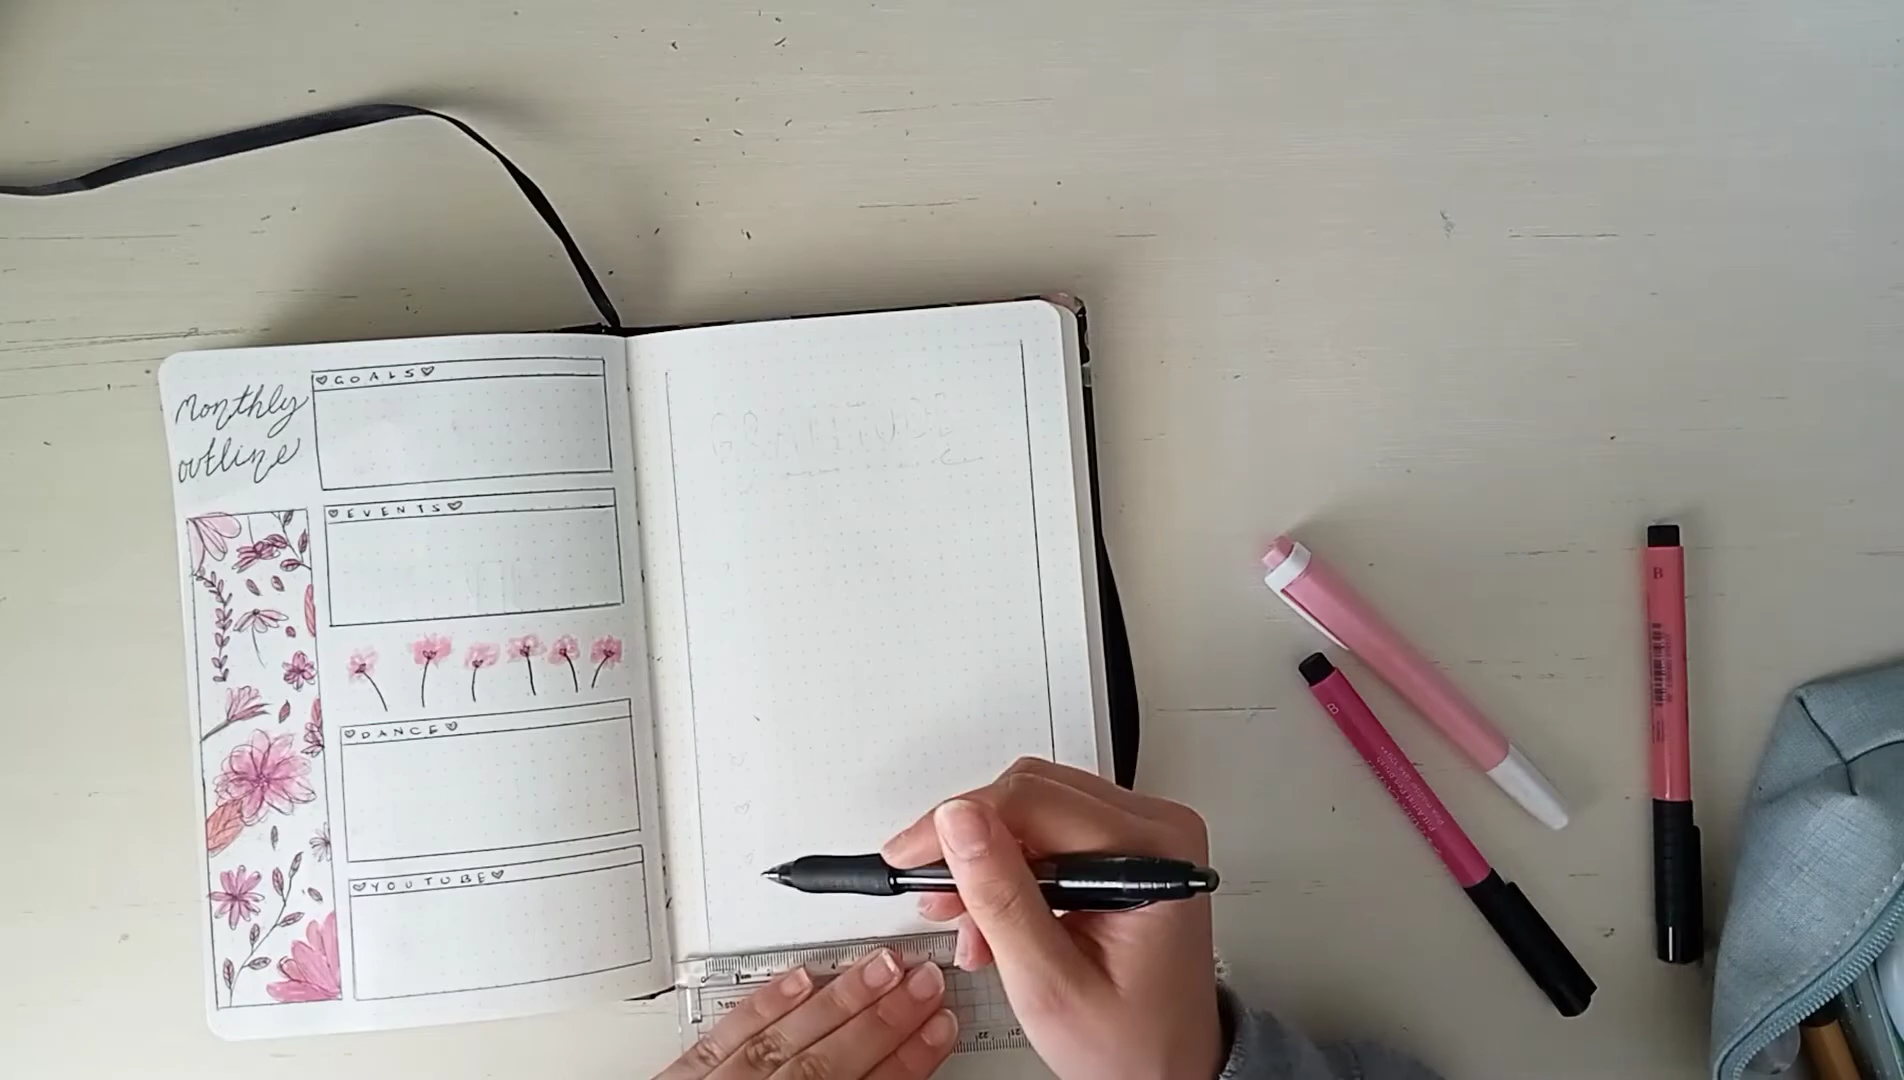 Monthly
outline
GOALS
EVENTS
DANCE
YOUTUBE
GRATITUDE
B
B